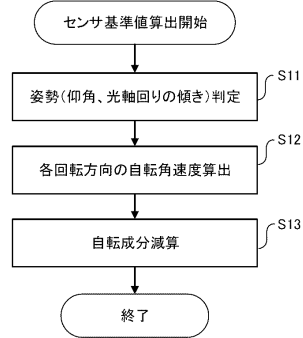 センサ基準値算出開始
S11
姿勢(仰角、光軸回りの傾き)判定
S12
各回転方向の自転角速度算出
S13
自転成分減算
終了